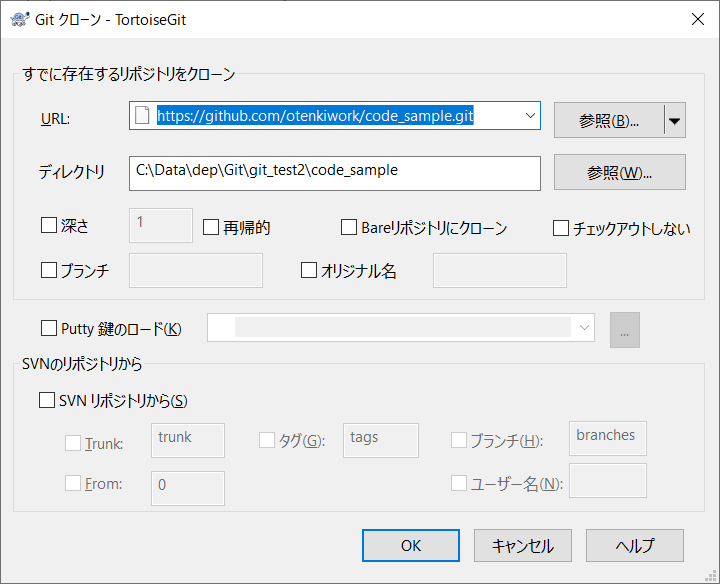 Git クローン - TortoiseGit
すでに存在するリポジトリをクローン
URL: https://github.com/otenkiwork/code_sample.git 参照(B)...
ディレクトリ C:\Data\dep\Git\git_test2\code_sample 参照(W)...
深さ 1 再帰的 Bareリポジトリにクローン チェックアウトしない
ブランチ オリジナル名
Putty 鍵のロード(K) ...
SVNのリポジトリから
SVN リポジトリから(S)
Trunk: trunk タグ(G): tags ブランチ(H): branches
From: 0 ユーザー名(N):
OK キャンセル ヘルプ